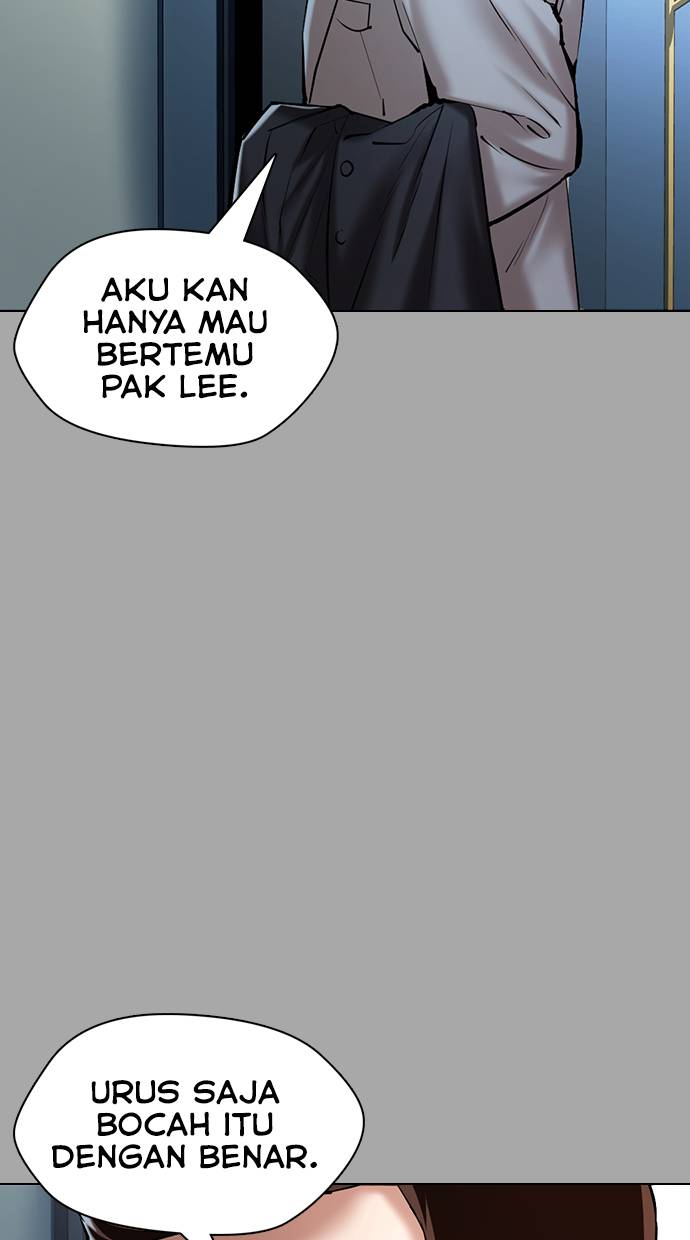 AKU KAN
HANYA MAU
BERTEMU
PAK LEE.
URUS SAJA
BOCAH ITU
DENGAN BENAR.